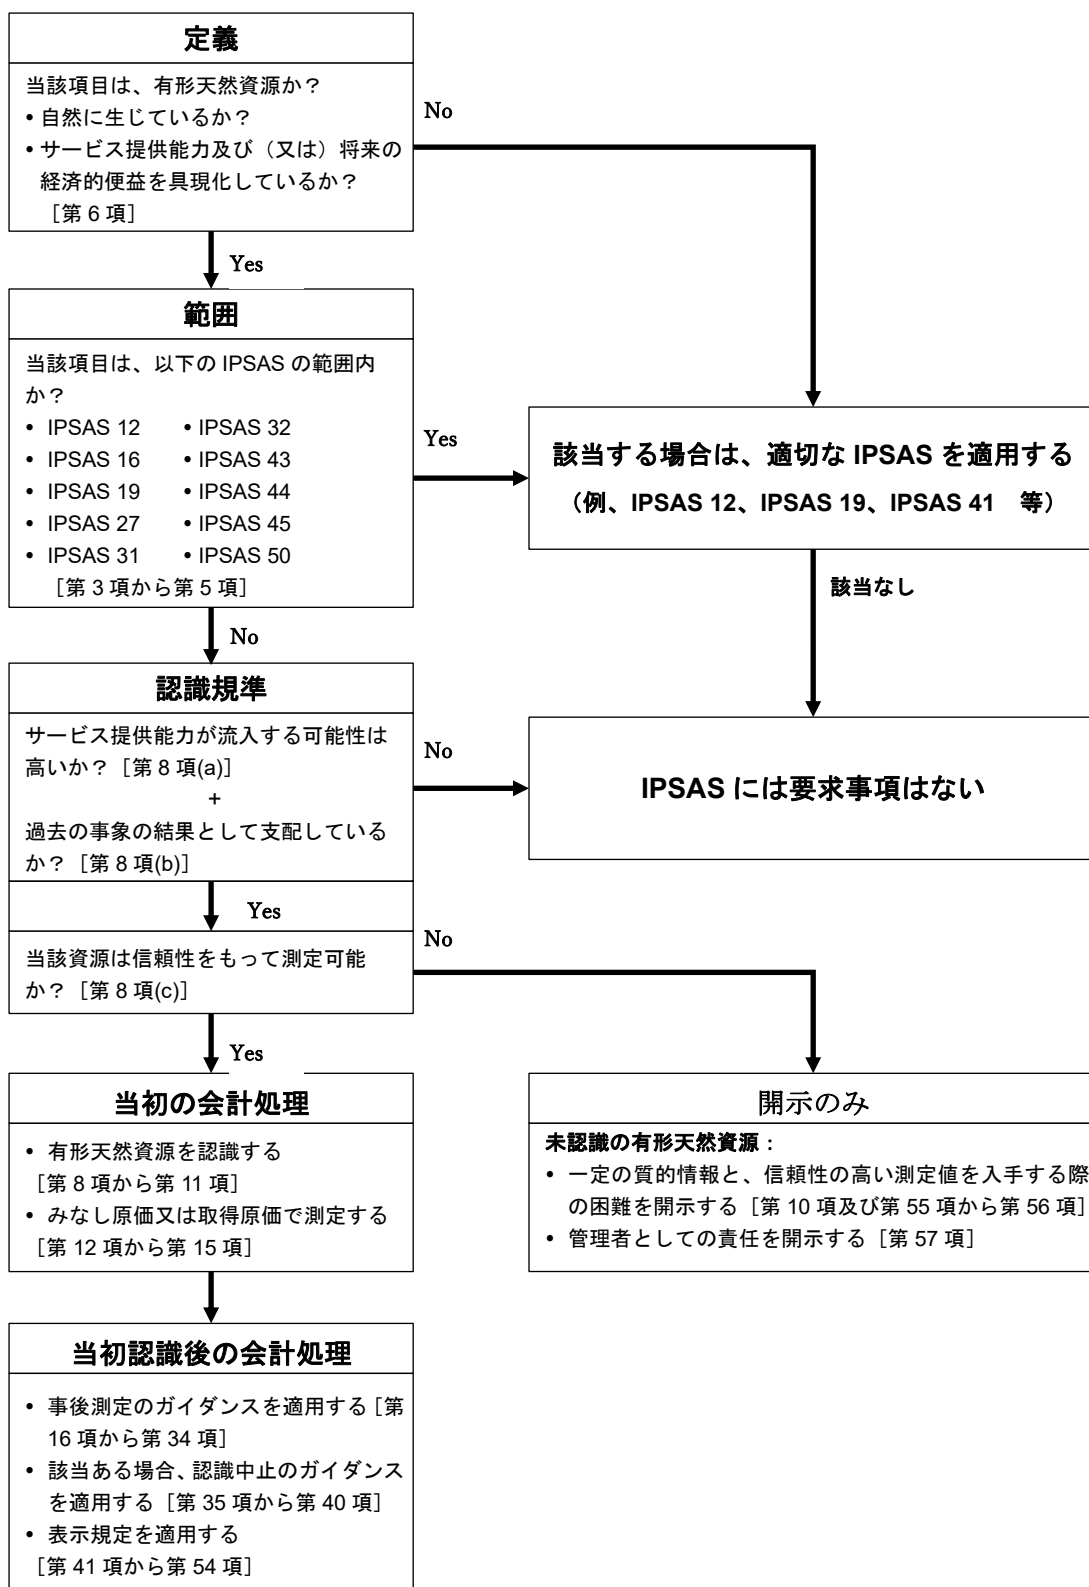 定義
当該項目は、有形天然資源か？
• 自然に生じているか？
• サービス提供能力及び（又は）将来の
経済的便益を具現化しているか？
［第 6 項］
No
Yes
範囲
当該項目は、以下の IPSAS の範囲内
か？
• IPSAS 12 • IPSAS 32
• IPSAS 16 • IPSAS 43
• IPSAS 19 • IPSAS 44
• IPSAS 27 • IPSAS 45
• IPSAS 31 • IPSAS 50
［第 3 項から第 5 項］
Yes
該当する場合は、適切な IPSAS を適用する
（例、IPSAS 12、IPSAS 19、IPSAS 41　等）
該当なし
No
認識規準
サービス提供能力が流入する可能性は
高いか？［第 8 項(a)］
+
過去の事象の結果として支配している
か？［第 8 項(b)］
No
IPSAS には要求事項はない
Yes
当該資源は信頼性をもって測定可能
か？［第 8 項(c)］
No
Yes
当初の会計処理
• 有形天然資源を認識する
［第 8 項から第 11 項］
• みなし原価又は取得原価で測定する
［第 12 項から第 15 項］
開示のみ
未認識の有形天然資源：
• 一定の質的情報と、信頼性の高い測定値を入手する際
の困難を開示する［第 10 項及び第 55 項から第 56 項］
• 管理者としての責任を開示する［第 57 項］
当初認識後の会計処理
• 事後測定のガイダンスを適用する［第
16 項から第 34 項］
• 該当ある場合、認識中止のガイダンス
を適用する［第 35 項から第 40 項］
• 表示規定を適用する
［第 41 項から第 54 項］